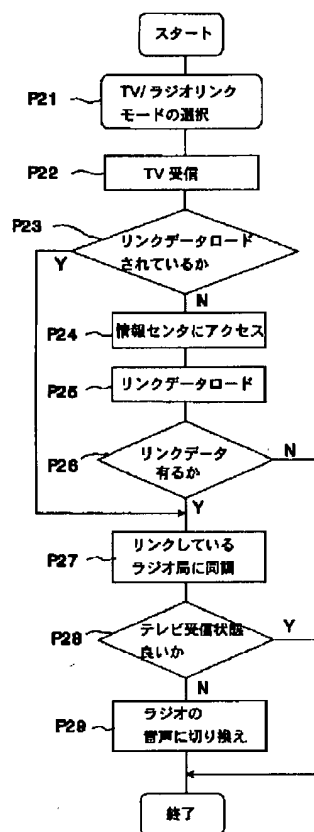 スタート
P21
TV/ラジオリンク
モードの選択
P22
TV 受信
P23
リンクデータロード
されているか
Y
N
P24
情報センタにアクセス
P25
リンクデータロード
P26
リンクデータ
有るか
N
Y
P27
リンクしている
ラジオ局に同調
P28
テレビ受信状態
良いか
Y
N
P29
ラジオの
音声に切り換え
終了